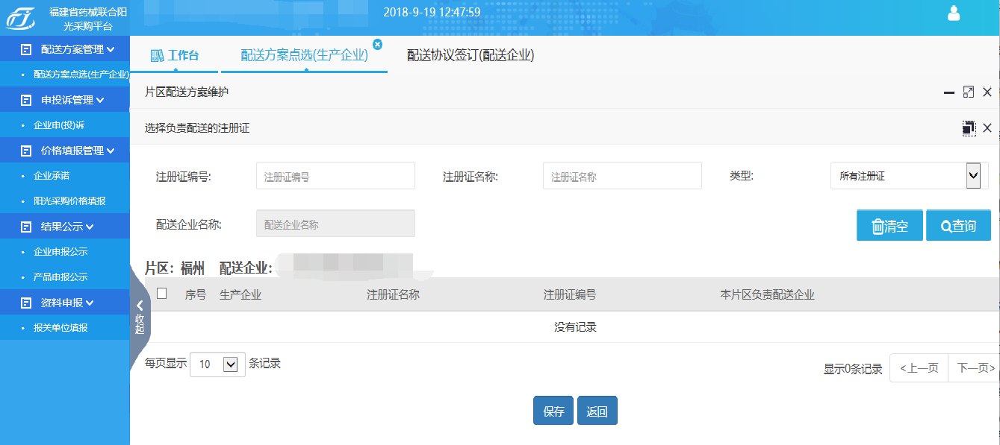 福建省药械联合阳
光采购平台
2018-9-19 12:47:59
配送方案管理
配送方案点选(生产企业)
申投诉管理
企业申(投)诉
价格填报管理
企业承诺
阳光采购价格填报
结果公示
企业申报公示
产品申报公示
资料申报
报关单位填报
收起
工作台 配送方案点选(生产企业) 配送协议签订(配送企业)
片区配送方案维护
选择负责配送的注册证
注册证编号: 注册证编号 注册证名称: 注册证名称 类型: 所有注册证
配送企业名称: 配送企业名称 清空 查询
片区：福州 配送企业:
序号 生产企业 注册证名称 注册证编号 本片区负责配送企业
没有记录
每页显示 10 条记录 显示0条记录 <上一页 下一页>
保存 返回